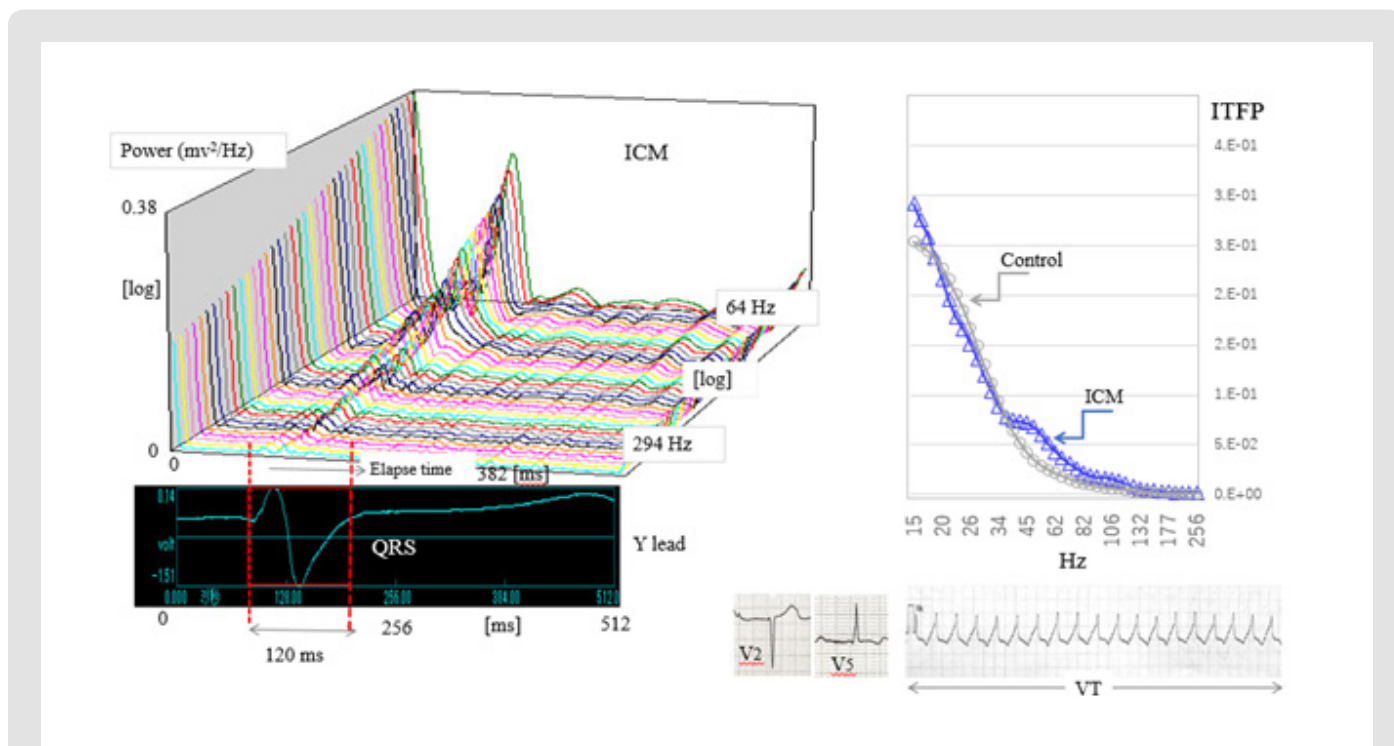 Power (mv²/Hz)
ICM
0.38
[log]
64 Hz
[log]
294 Hz
0
0
Elapse time
382 [ms]
0.14
volt
-1.51
QRS
Y lead
0.000
128.00
256.00
384.00
512.0
0
256
[ms]
512
120 ms
ITFP
4.E-01
3.E-01
3.E-01
2.E-01
2.E-01
1.E-01
5.E-02
0.E+00
Control
ICM
15 20 26 34 45 62 82 106 132 177 256
Hz
V2
V5
VT